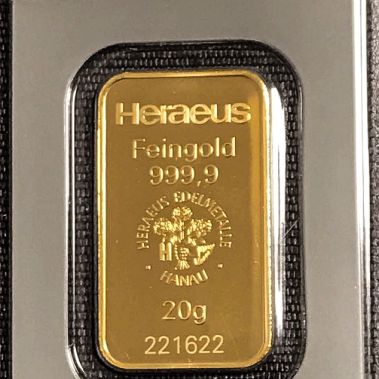 Heraeus
Feingold
999,9
HERAEUS EDELMETALLE
H J
· HANAU ·
20g
221622